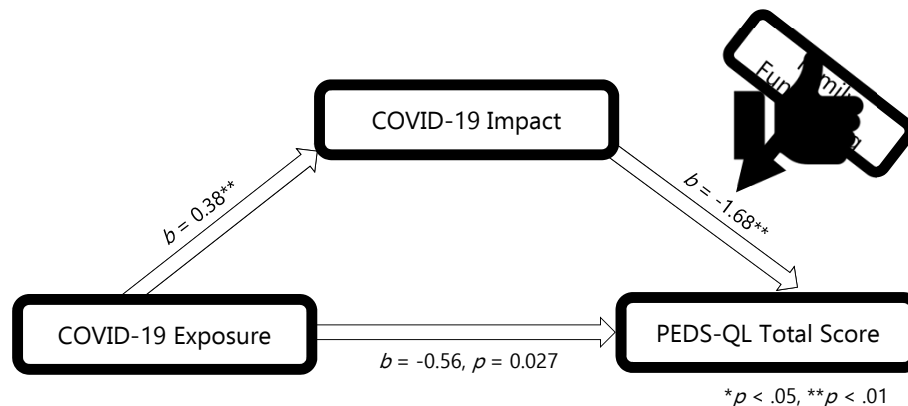 COVID-19 Impact
b = 0.38**
b = -1.68**
COVID-19 Exposure
PEDS-QL Total Score
b = -0.56, p = 0.027
*p < .05, **p < .01